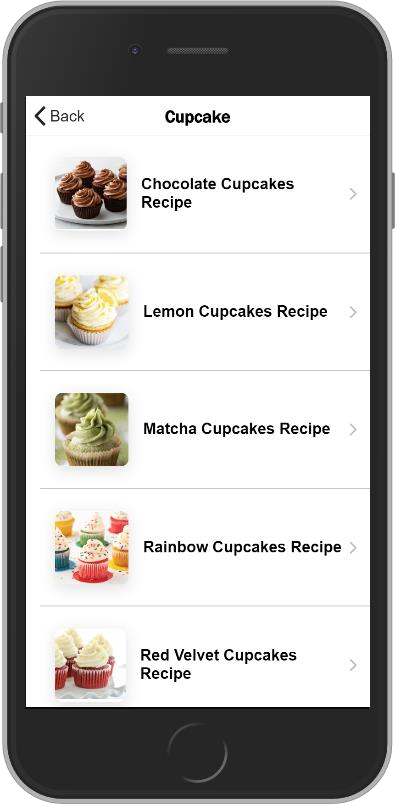 Back
Cupcake
Chocolate Cupcakes
Recipe
Lemon Cupcakes Recipe
Matcha Cupcakes Recipe
Rainbow Cupcakes Recipe
Red Velvet Cupcakes
Recipe